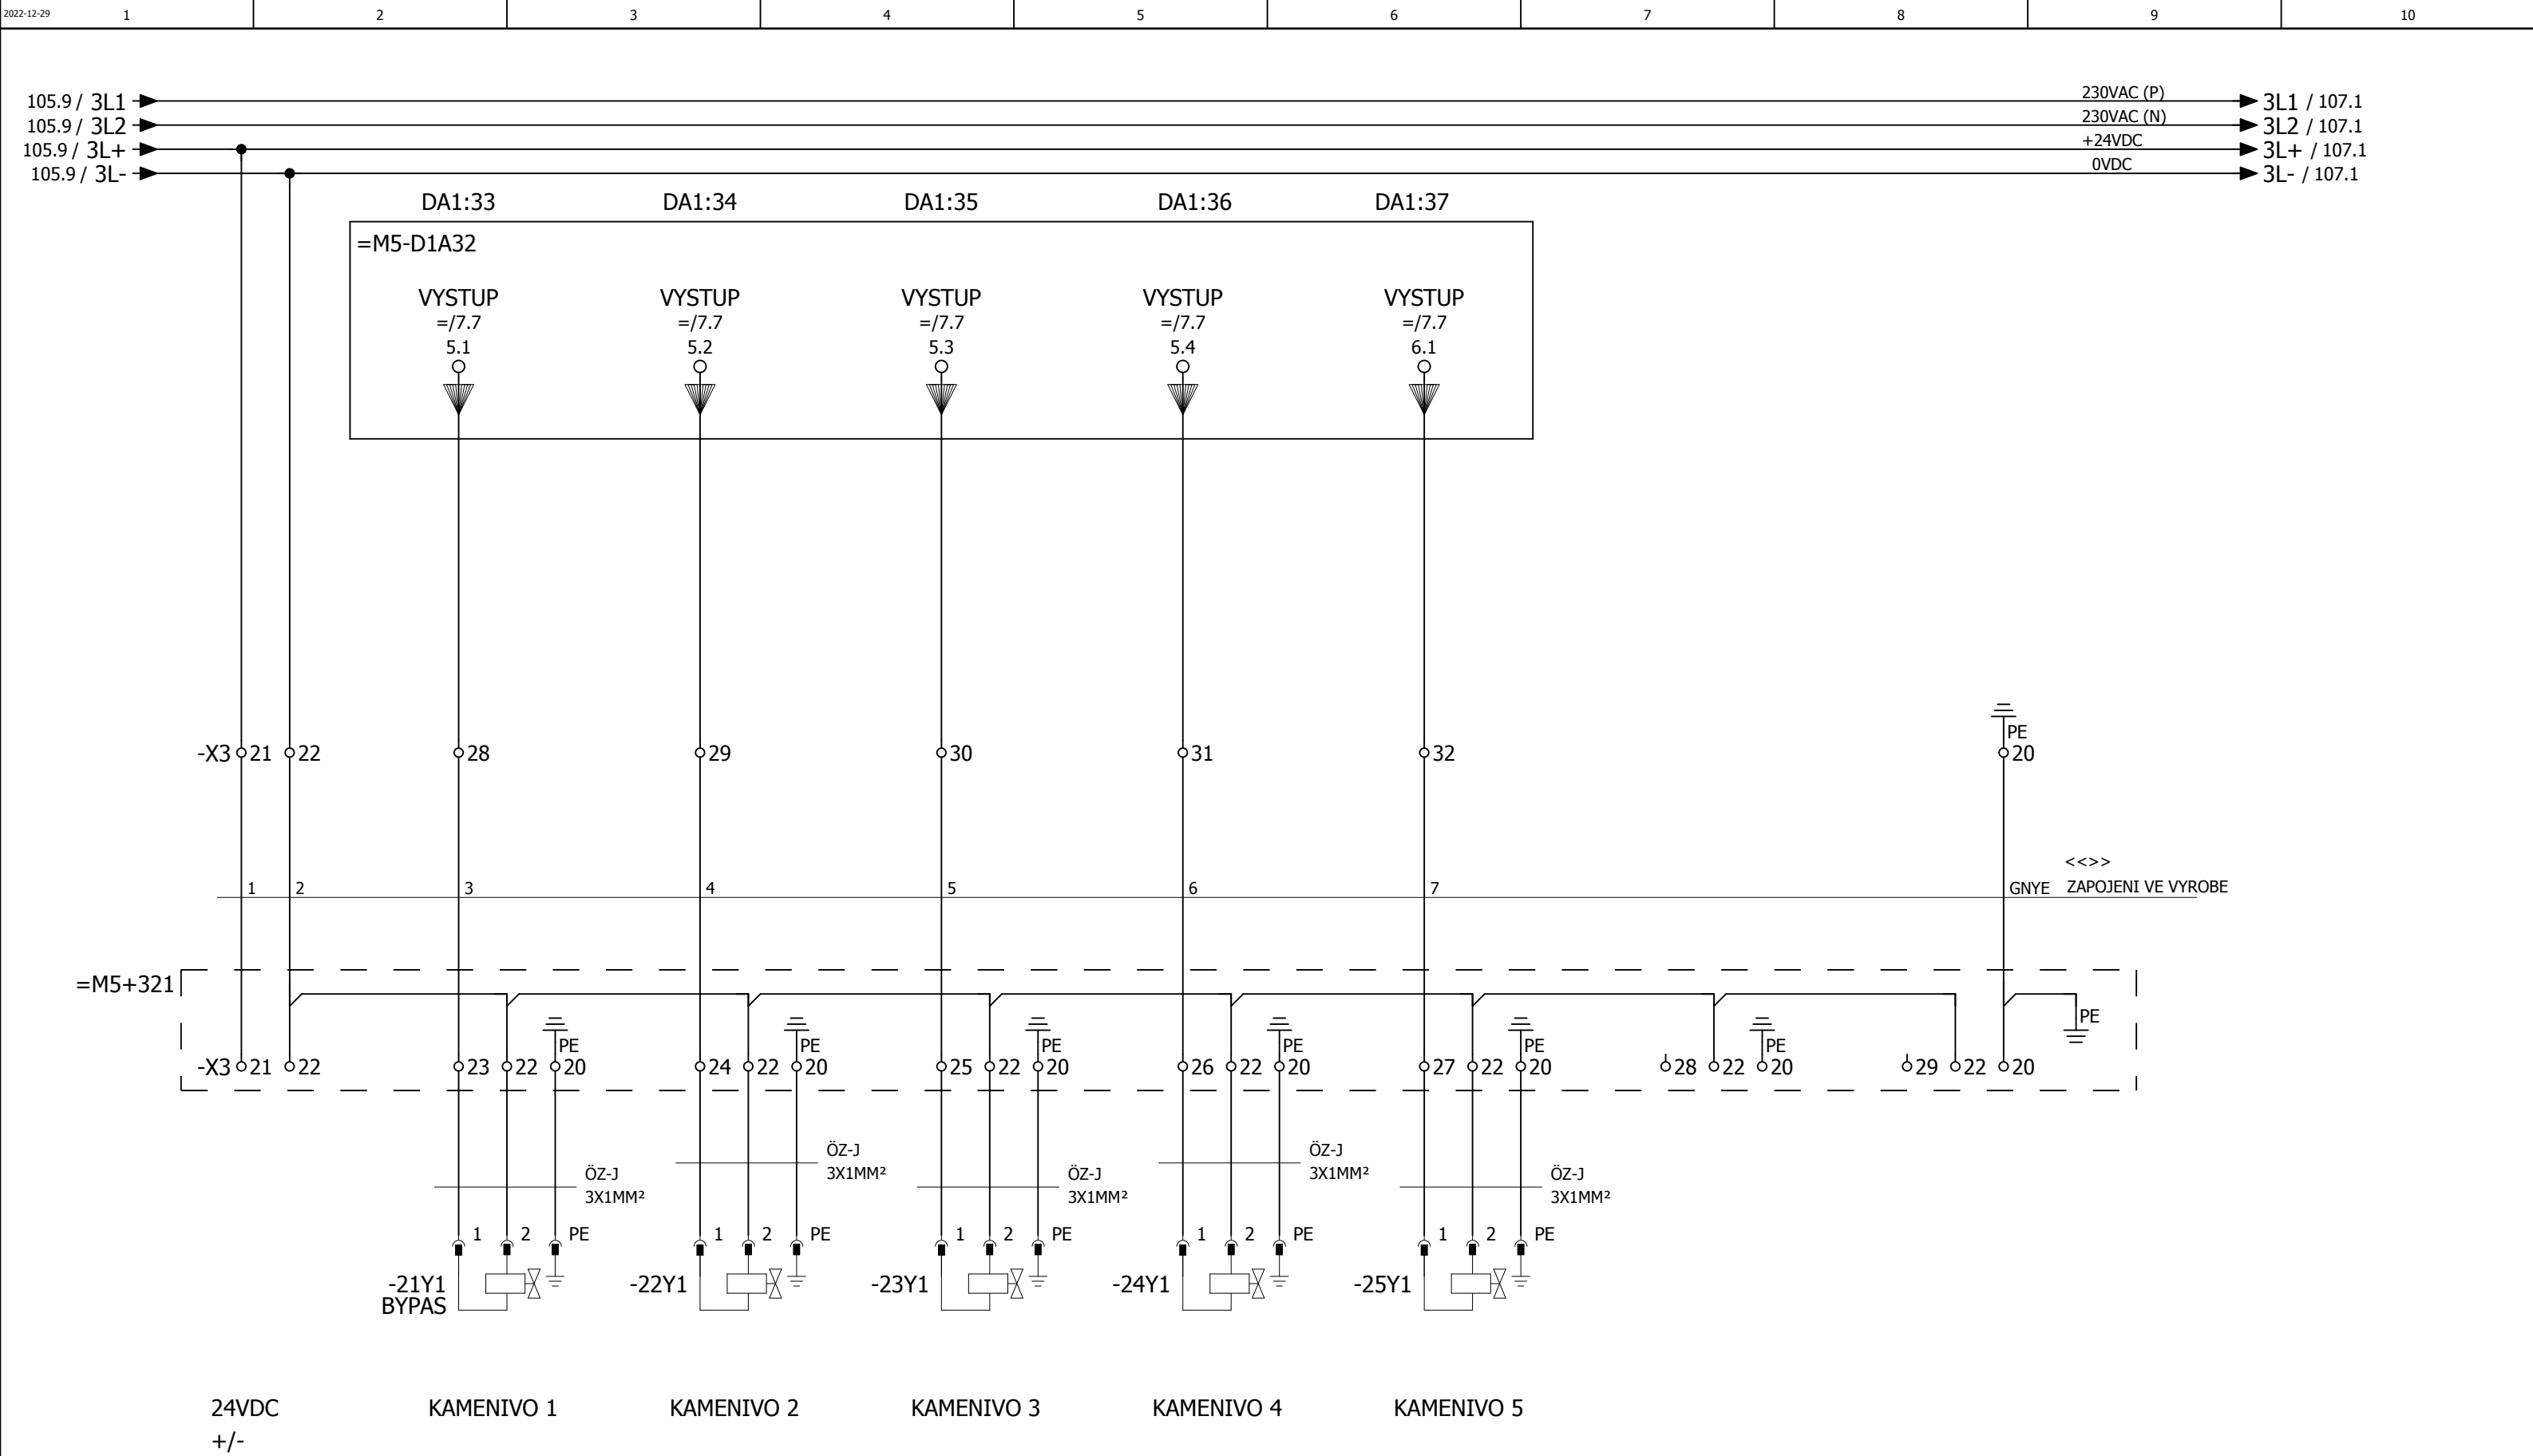 2022-12-29 1 2 3 4 5 6 7 8 9 10
105.9 / 3L1 230VAC (P) 3L1 / 107.1
105.9 / 3L2 230VAC (N) 3L2 / 107.1
105.9 / 3L+ +24VDC 3L+ / 107.1
105.9 / 3L- 0VDC 3L- / 107.1
DA1:33 DA1:34 DA1:35 DA1:36 DA1:37
=M5-D1A32
VYSTUP VYSTUP VYSTUP VYSTUP VYSTUP
=/7.7 =/7.7 =/7.7 =/7.7 =/7.7
5.1 5.2 5.3 5.4 6.1
PE
-X3 21 22 28 29 30 31 32 20
<<>>
1 2 3 4 5 6 7 GNYE ZAPOJENI VE VYROBE
=M5+321
PE
PE PE PE PE PE PE
-X3 21 22 23 22 20 24 22 20 25 22 20 26 22 20 27 22 20 28 22 20 29 22 20
ÖZ-J ÖZ-J
3X1MM² 3X1MM²
ÖZ-J ÖZ-J ÖZ-J
3X1MM² 3X1MM² 3X1MM²
1 2 PE 1 2 PE 1 2 PE 1 2 PE 1 2 PE
-21Y1 -22Y1 -23Y1 -24Y1 -25Y1
BYPAS
24VDC KAMENIVO 1 KAMENIVO 2 KAMENIVO 3 KAMENIVO 4 KAMENIVO 5
+/-